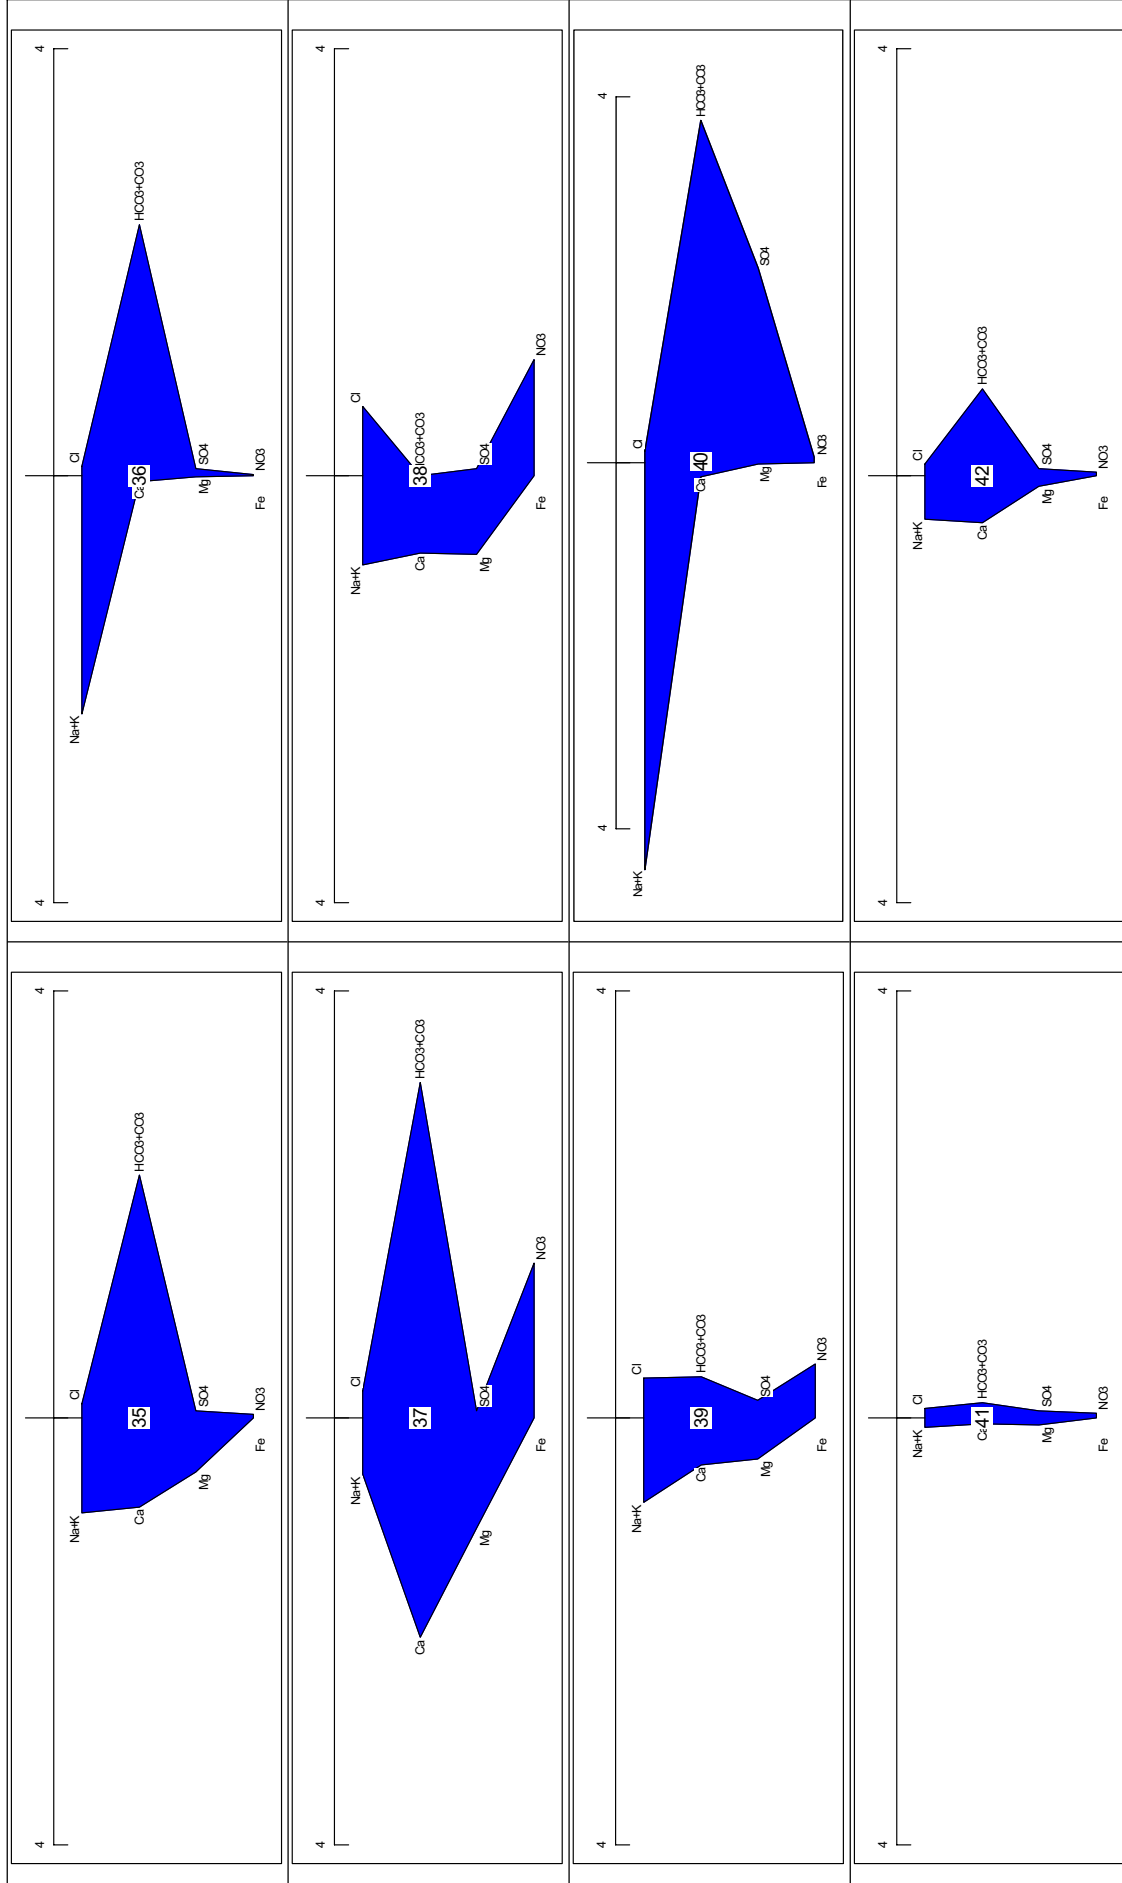 4 4
Na+K Cl
Ca 35 HCO3+CO3
Mg SO4
Fe NO3
4 4
Na+K Cl
Ca 36 HCO3+CO3
Mg SO4
Fe NO3
4 4
Na+K Cl
Ca 37 HCO3+CO3
Mg SO4
Fe NO3
4 4
Na+K Cl
Ca 38 HCO3+CO3
Mg SO4
Fe NO3
4 4
Na+K Cl
Ca 39 HCO3+CO3
Mg SO4
Fe NO3
4 4
Na+K Cl
Ca 40 HCO3+CO3
Mg SO4
Fe NO3
4 4
Na+K Cl
Ca 41 HCO3+CO3
Mg SO4
Fe NO3
4 4
Na+K Cl
Ca 42 HCO3+CO3
Mg SO4
Fe NO3